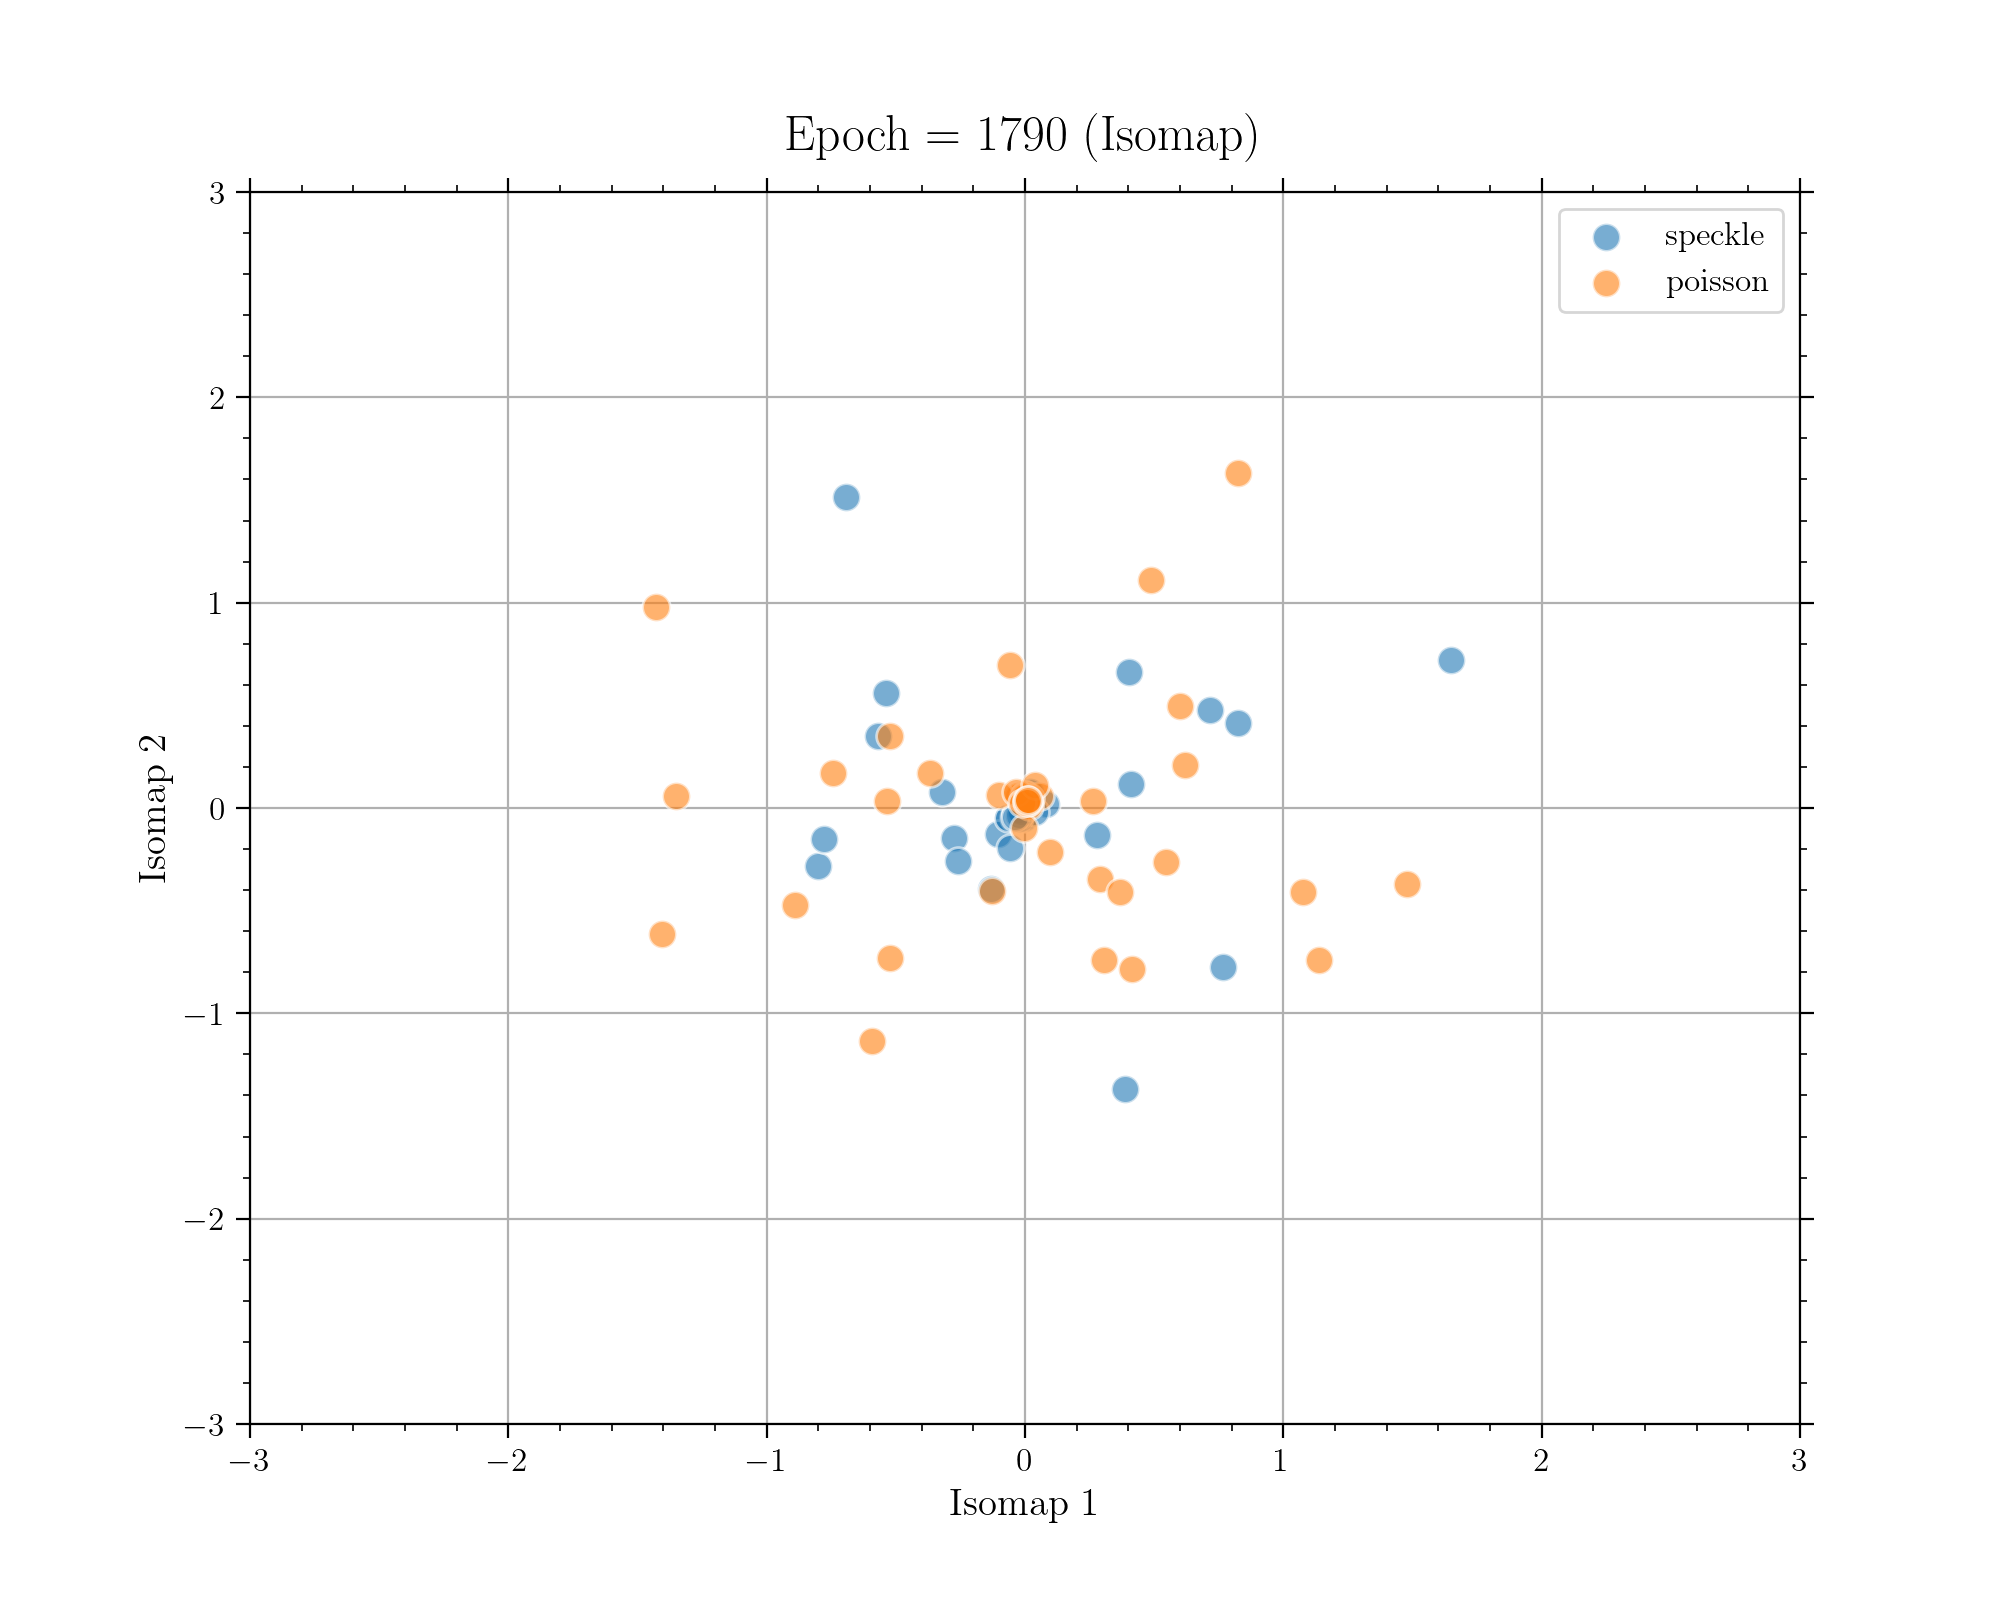 Epoch = 1790 (Isomap)
speckle
poisson
3
2
1
0
−1
−2
−3
Isomap 2
−3
−2
−1
0
1
2
3
Isomap 1